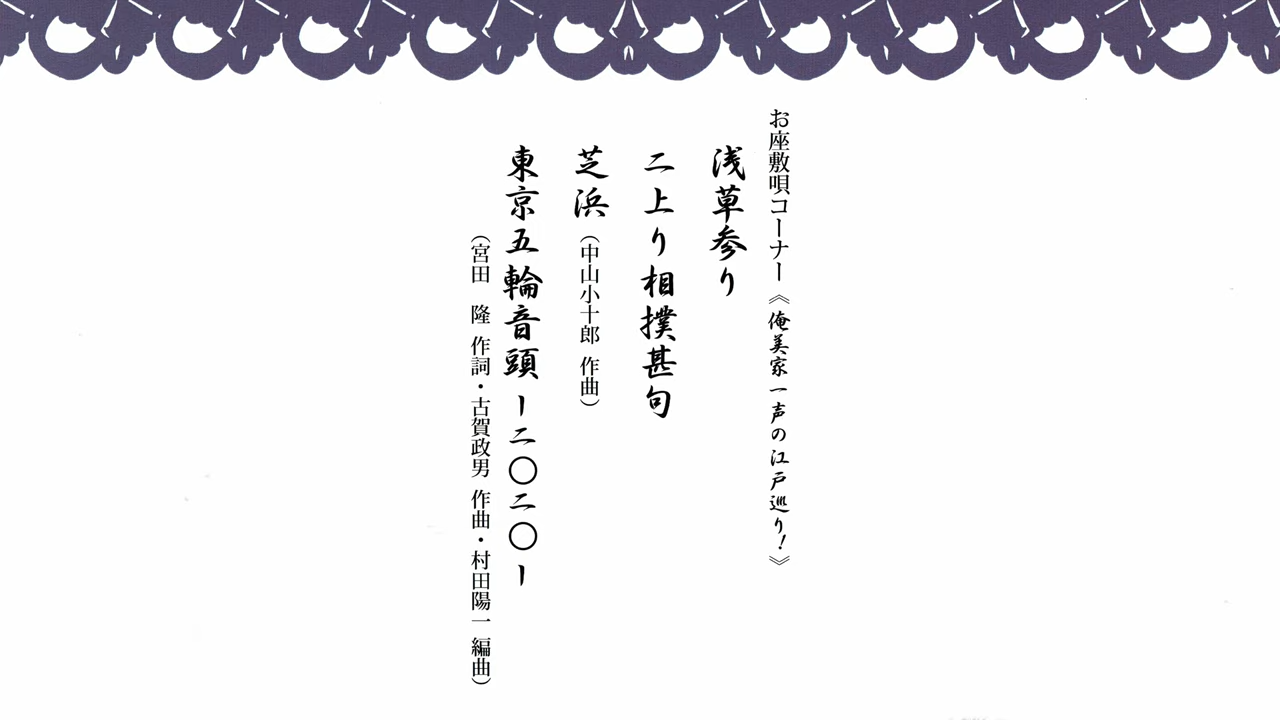 お座敷唄コーナー《俺美家一声の江戸巡り！》
浅草参り
二上り相撲甚句
芝浜（中山小十郎 作曲）
東京五輪音頭ー二〇二〇ー
（宮田 隆 作詞・古賀政男 作曲・村田陽一 編曲）